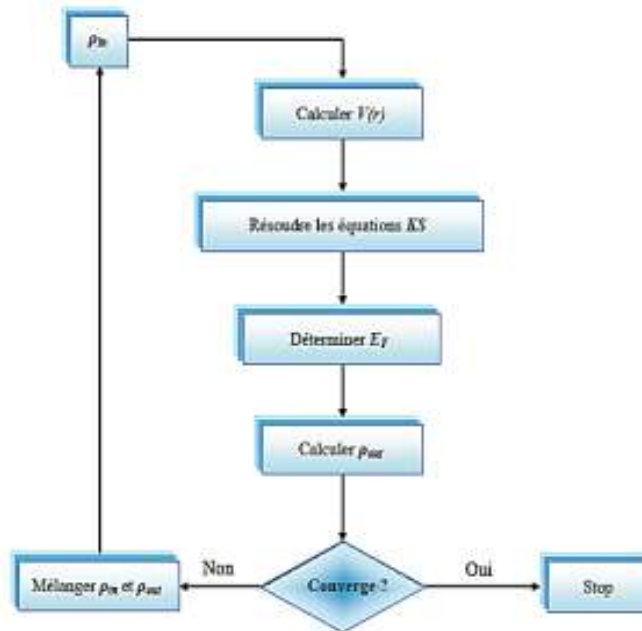 ρin
Calculer V(r)
Résoudre les équations KS
Déterminer EF
Calculer ρout
Converge ?
Non
Oui
Mélanger ρin et ρout
Stop